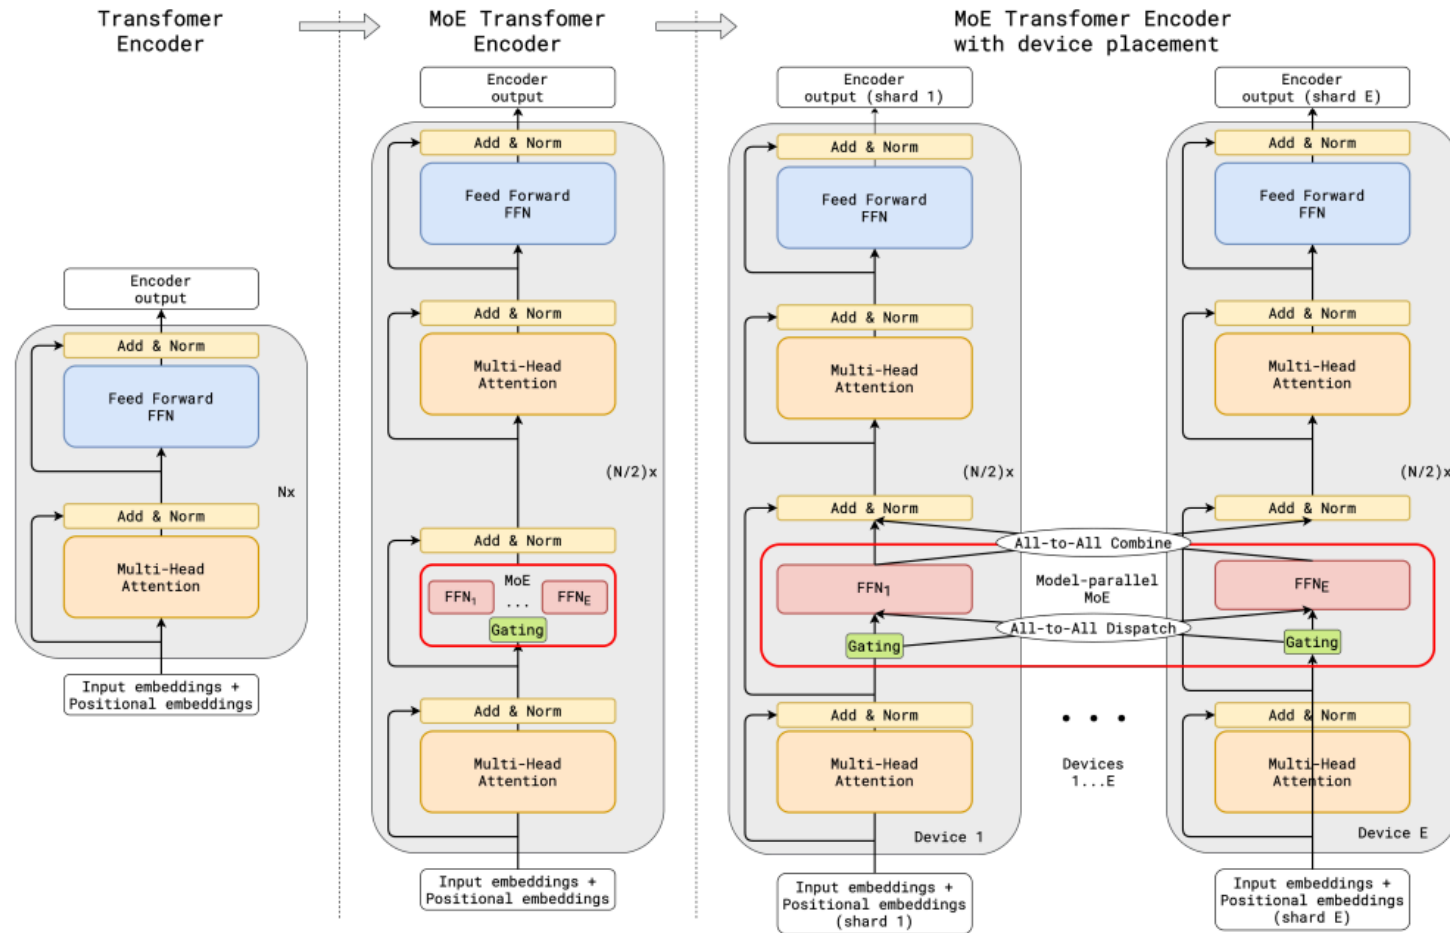 Transfomer
Encoder
Encoder
output
Add & Norm
Feed Forward
FFN
Nx
Add & Norm
Multi-Head
Attention
Input embeddings +
Positional embeddings
MoE Transfomer
Encoder
Encoder
output
Add & Norm
Feed Forward
FFN
Add & Norm
Multi-Head
Attention
(N/2)x
Add & Norm
MoE
FFN1 ... FFNE
Gating
Add & Norm
Multi-Head
Attention
Input embeddings +
Positional embeddings
MoE Transfomer Encoder
with device placement
Encoder
output (shard 1)
Add & Norm
Feed Forward
FFN
Add & Norm
Multi-Head
Attention
(N/2)x
Add & Norm
FFN1
Gating
Add & Norm
Multi-Head
Attention
Device 1
Input embeddings +
Positional embeddings
(shard 1)
All-to-All Combine
Model-parallel
MoE
All-to-All Dispatch
• • •
Devices
1...E
Encoder
output (shard E)
Add & Norm
Feed Forward
FFN
Add & Norm
Multi-Head
Attention
(N/2)x
Add & Norm
FFNE
Gating
Add & Norm
Multi-Head
Attention
Device E
Input embeddings +
Positional embeddings
(shard E)